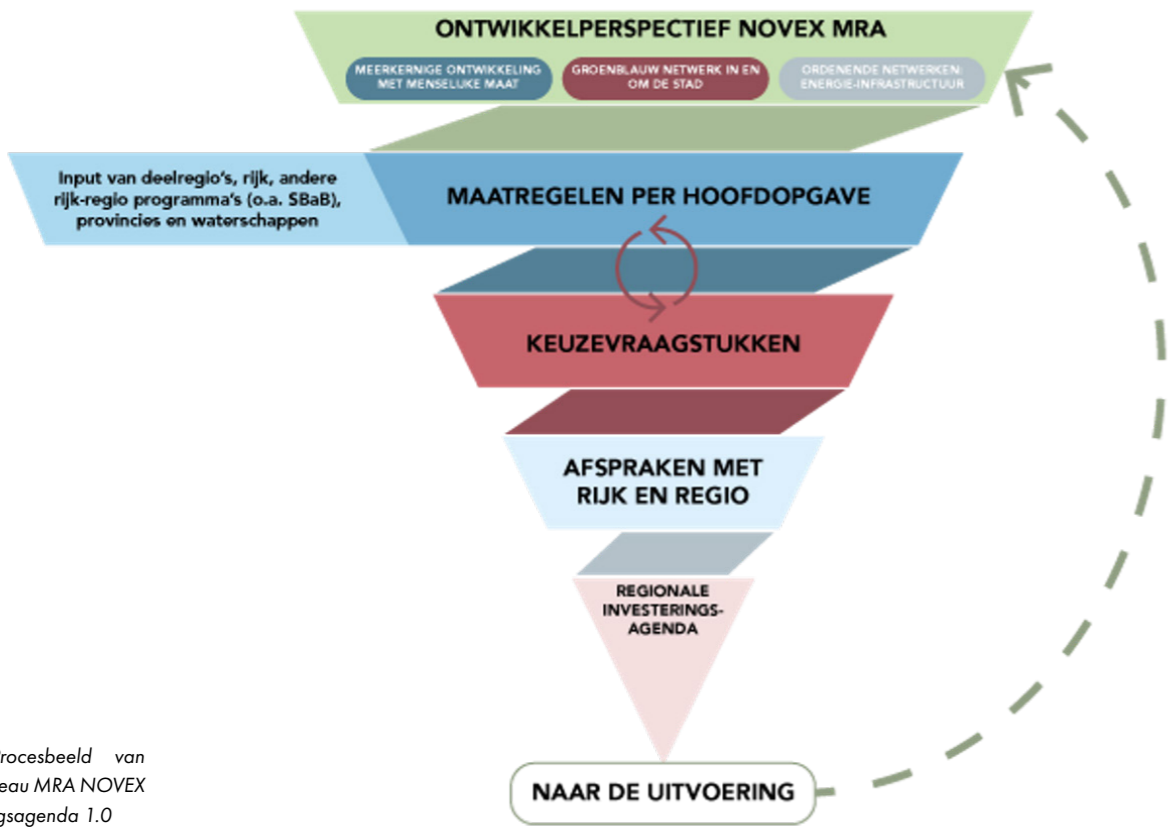 ONTWIKKELPERSPECTIEF NOVEX MRA
MEERKERNIGE ONTWIKKELING
MET MENSELIJKE MAAT
GROENBLAUW NETWERK IN EN
OM DE STAD
ORDENENDE NETWERKEN:
ENERGIE-INFRASTRUCTUUR
Input van deelregio's, rijk, andere
rijk-regio programma's (o.a. SBaB),
provincies en waterschappen
MAATREGELEN PER HOOFDOPGAVE
KEUZEVRAAGSTUKKEN
AFSPRAKEN MET
RIJK EN REGIO
REGIONALE
INVESTERINGS-
AGENDA
NAAR DE UITVOERING
rocesbeeld van
eau MRA NOVEX
gsagenda 1.0